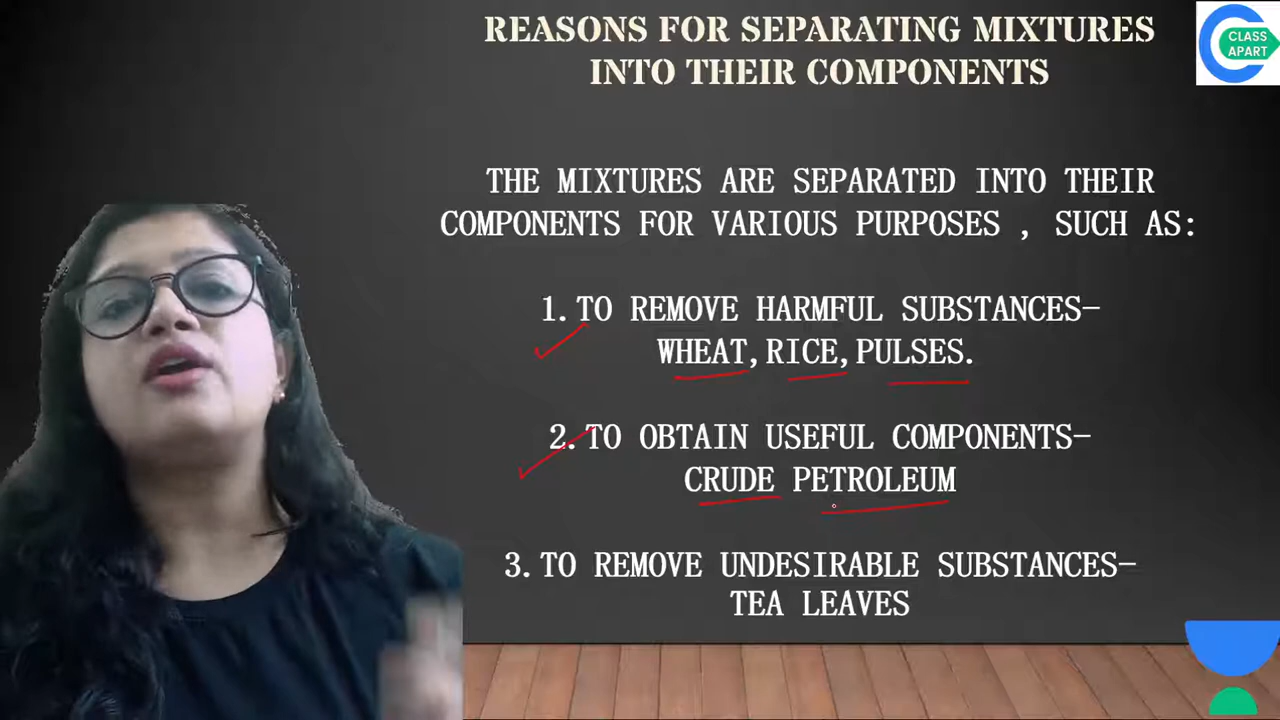 REASONS FOR SEPARATING MIXTURES
INTO THEIR COMPONENTS
CLASS
APART
THE MIXTURES ARE SEPARATED INTO THEIR
COMPONENTS FOR VARIOUS PURPOSES , SUCH AS:
1. TO REMOVE HARMFUL SUBSTANCES-
WHEAT, RICE, PULSES.
2. TO OBTAIN USEFUL COMPONENTS-
CRUDE PETROLEUM
3. TO REMOVE UNDESIRABLE SUBSTANCES-
TEA LEAVES